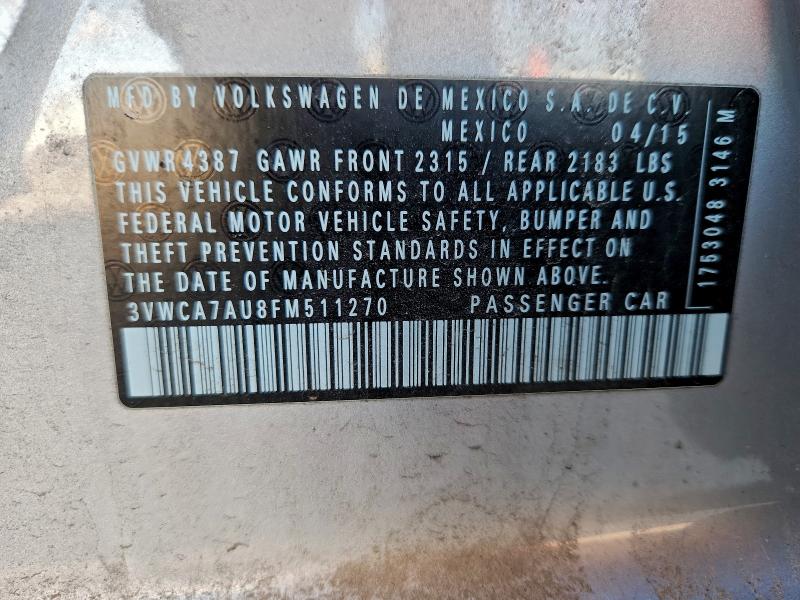 MFD BY VOLKSWAGEN DE MEXICO S.A. DE C.V.
MEXICO 04/15
GVWR 4387 GAWR FRONT 2315 / REAR 2183 LBS
THIS VEHICLE CONFORMS TO ALL APPLICABLE U.S.
FEDERAL MOTOR VEHICLE SAFETY, BUMPER AND
THEFT PREVENTION STANDARDS IN EFFECT ON
THE DATE OF MANUFACTURE SHOWN ABOVE.
3VWCA7AU8FM511270 PASSENGER CAR
1763048 3146 M